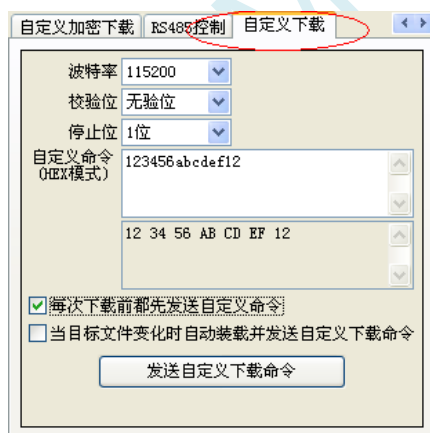 自定义加密下载 RS485控制 自定义下载
波特率 115200
校验位 无验位
停止位 1位
自定义命令
(HEX模式)
123456abcdef12
12 34 56 AB CD EF 12
每次下载前都先发送自定义命令
当目标文件变化时自动装载并发送自定义下载命令
发送自定义下载命令